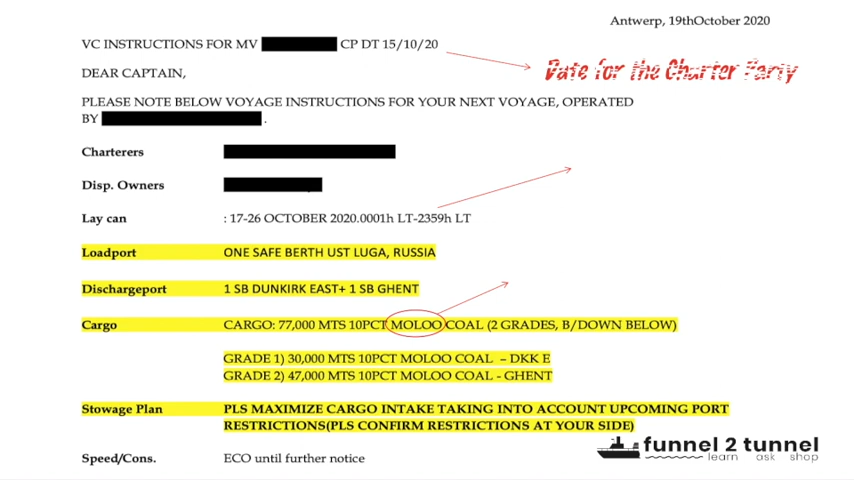 Antwerp, 19thOctober 2020
VC INSTRUCTIONS FOR MV CP DT 15/10/20
Date for the Charter Party
DEAR CAPTAIN,
PLEASE NOTE BELOW VOYAGE INSTRUCTIONS FOR YOUR NEXT VOYAGE, OPERATED
BY .
Charterers
Disp. Owners
Lay can : 17-26 OCTOBER 2020.0001h LT-2359h LT
Loadport ONE SAFE BERTH UST LUGA, RUSSIA
Dischargeport 1 SB DUNKIRK EAST+ 1 SB GHENT
Cargo CARGO: 77,000 MTS 10PCT MOLOO COAL (2 GRADES, B/DOWN BELOW)
GRADE 1) 30,000 MTS 10PCT MOLOO COAL – DKK E
GRADE 2) 47,000 MTS 10PCT MOLOO COAL - GHENT
Stowage Plan PLS MAXIMIZE CARGO INTAKE TAKING INTO ACCOUNT UPCOMING PORT
RESTRICTIONS(PLS CONFIRM RESTRICTIONS AT YOUR SIDE)
Speed/Cons. ECO until further notice
funnel 2 tunnel
learn ask shop